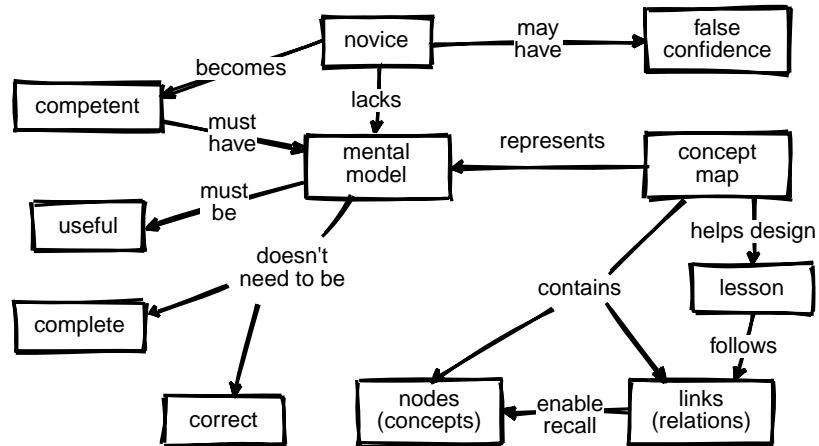 novice
may
have
false
confidence
becomes
competent
lacks
must
have
mental
model
represents
concept
map
must
be
useful
helps design
doesn't
need to be
contains
lesson
complete
follows
correct
nodes
(concepts)
enable
recall
links
(relations)